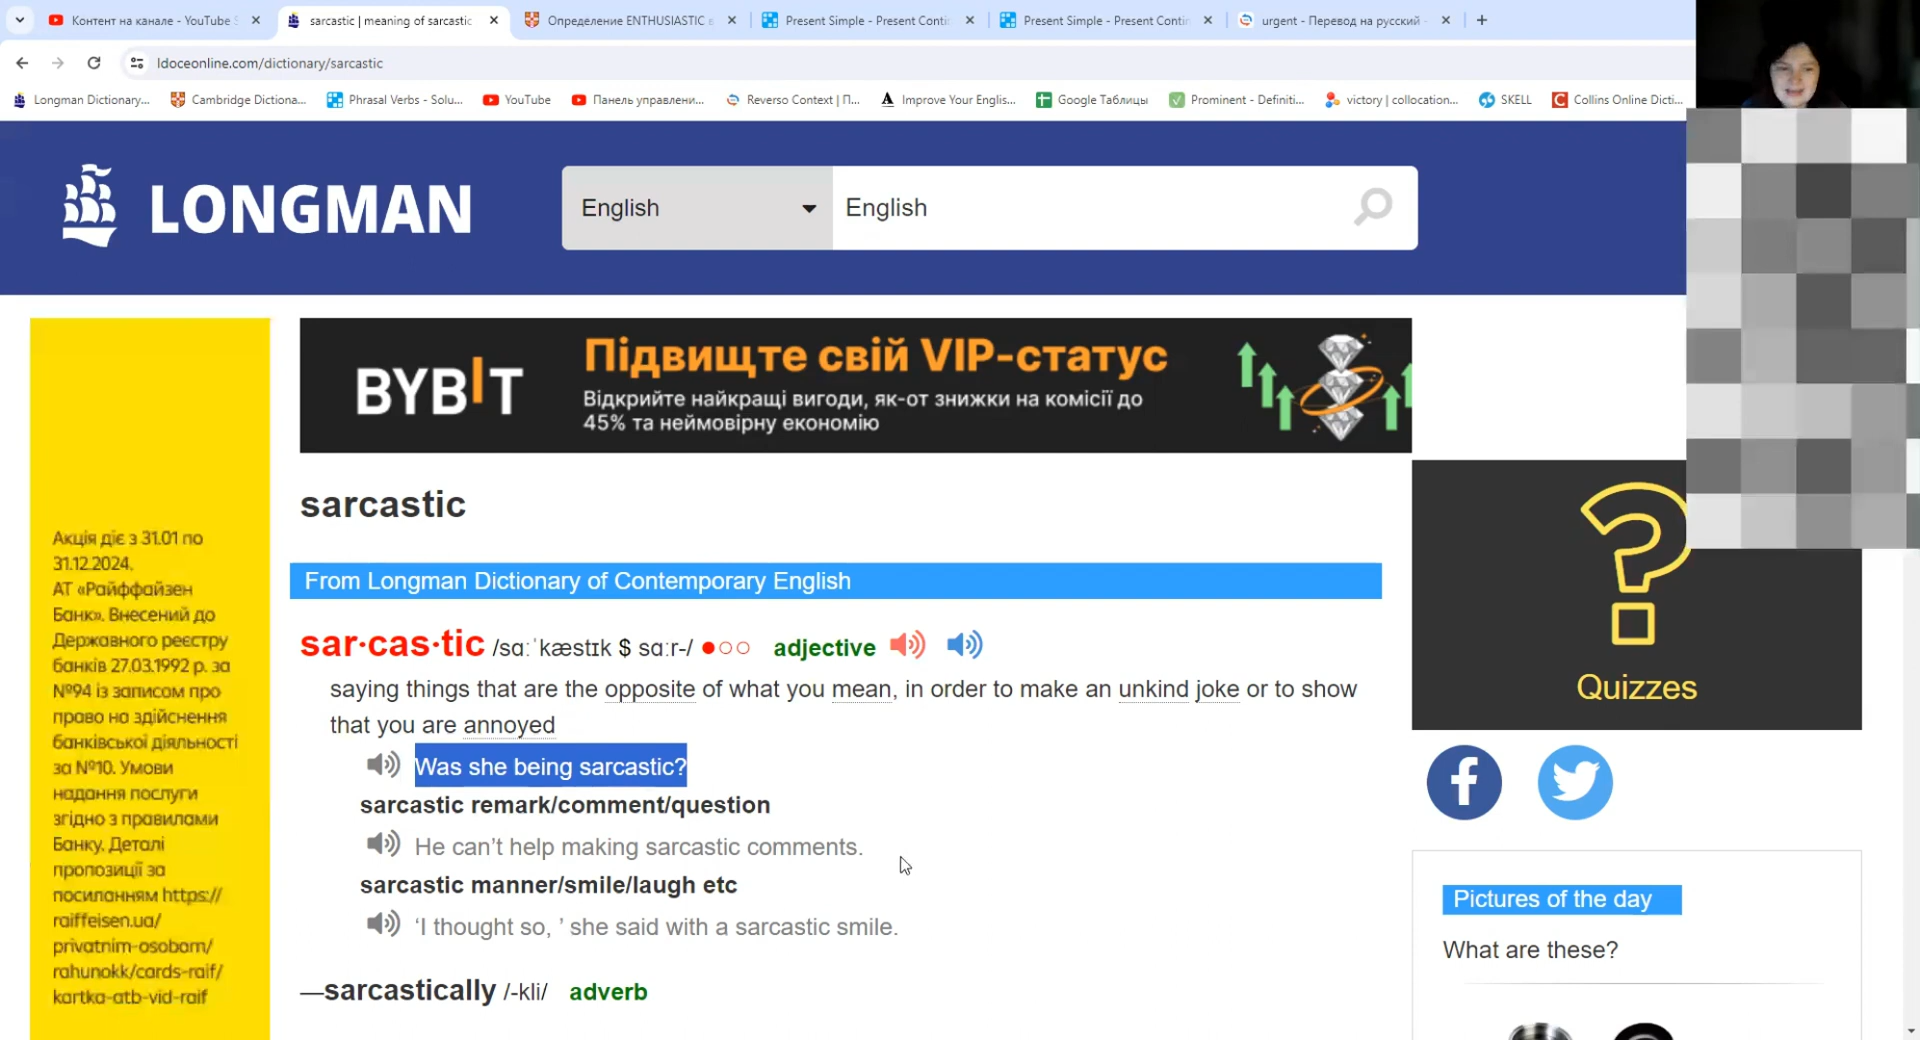 Контент на канале - YouTube S
sarcastic | meaning of sarcastic
Определение ENTHUSIASTIC в
Present Simple - Present Conti
Present Simple - Present Contin
urgent - Перевод на русский -
ldoceonline.com/dictionary/sarcastic
Longman Dictionary...
Cambridge Dictiona...
Phrasal Verbs - Solu...
YouTube
Панель управлени...
Reverso Context | П...
Improve Your Englis...
Google Таблицы
Prominent - Definiti...
victory | collocation...
SKELL
Collins Online Dicti...
LONGMAN
English
English
BYBIT
Підвищте свій VIP-статус
Відкрийте найкращі вигоди, як-от знижки на комісії до
45% та неймовірну економію
Акція діє з 31.01 по
31.12.2024.
АТ «Райффайзен
Банк». Внесений до
Державного реєстру
банків 27.03.1992 р. за
№94 із записом про
право на здійснення
банківської діяльності
за №10. Умови
надання послуги
згідно з правилами
Банку. Деталі
пропозиції за
посиланням https://
raiffeisen.ua/
privatnim-osobam/
rahunokk/cards-raif/
kartka-atb-vid-raif
sarcastic
From Longman Dictionary of Contemporary English
sar·cas·tic /sɑːˈkæstɪk $ sɑːr-/ ●○○ adjective
saying things that are the opposite of what you mean, in order to make an unkind joke or to show
that you are annoyed
Was she being sarcastic?
sarcastic remark/comment/question
He can’t help making sarcastic comments.
sarcastic manner/smile/laugh etc
‘I thought so, ’ she said with a sarcastic smile.
—sarcastically /-kli/ adverb
?
Quizzes
Pictures of the day
What are these?